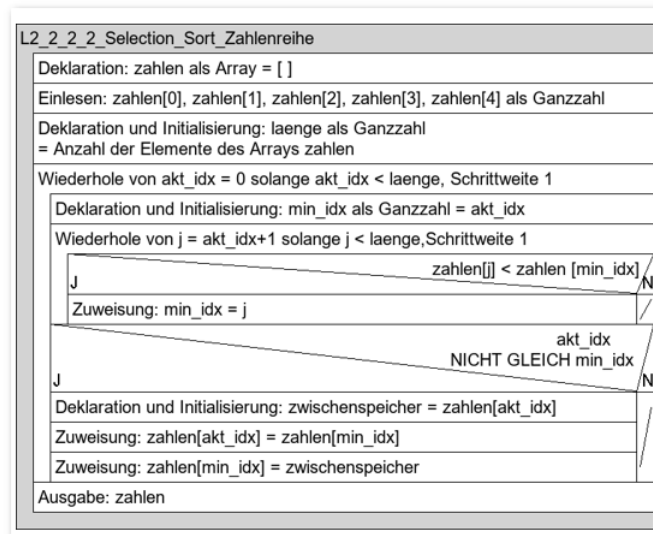 L2_2_2_2_Selection_Sort_Zahlenreihe
Deklaration: zahlen als Array = [ ]
Einlesen: zahlen[0], zahlen[1], zahlen[2], zahlen[3], zahlen[4] als Ganzzahl
Deklaration und Initialisierung: laenge als Ganzzahl
= Anzahl der Elemente des Arrays zahlen
Wiederhole von akt_idx = 0 solange akt_idx < laenge, Schrittweite 1
Deklaration und Initialisierung: min_idx als Ganzzahl = akt_idx
Wiederhole von j = akt_idx+1 solange j < laenge,Schrittweite 1
zahlen[j] < zahlen [min_idx]
J N
Zuweisung: min_idx = j
akt_idx
NICHT GLEICH min_idx
J N
Deklaration und Initialisierung: zwischenspeicher = zahlen[akt_idx]
Zuweisung: zahlen[akt_idx] = zahlen[min_idx]
Zuweisung: zahlen[min_idx] = zwischenspeicher
Ausgabe: zahlen